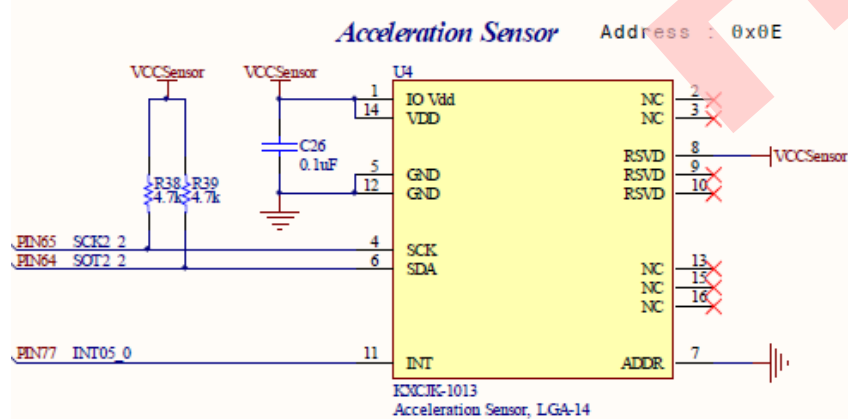 Acceleration Sensor Address : 0x0E
VCCSensor VCCSensor U4
1 IO Vdd NC 2
14 VDD NC 3
C26
0.1uF
RSVD 8 VCCSensor
5 GND RSVD 9
12 GND RSVD 10
R38 R39
4.7k 4.7k
PIN65 SCK2_2 4 SCK
PIN64 SOT2_2 6 SDA NC 13
NC 15
NC 16
PIN77 INT05_0 11 INT ADDR 7
KXCJK-1013
Acceleration Sensor, LGA-14